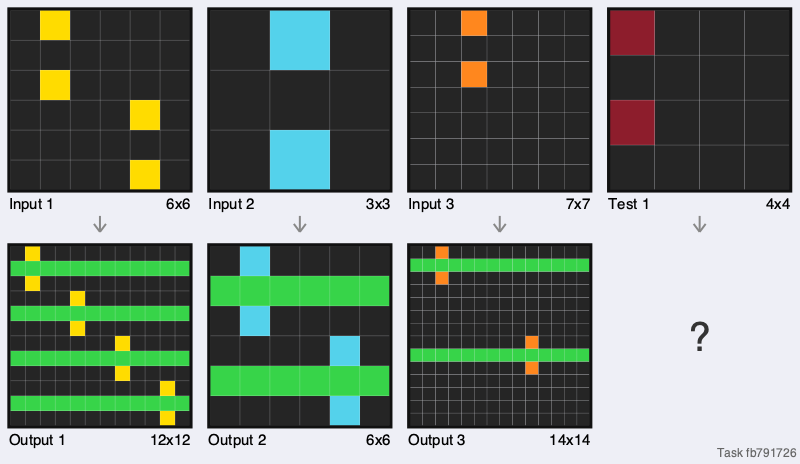 Input 1 6x6
Input 2 3x3
Input 3 7x7
Test 1 4x4
?
Output 1 12x12
Output 2 6x6
Output 3 14x14
Task fb791726